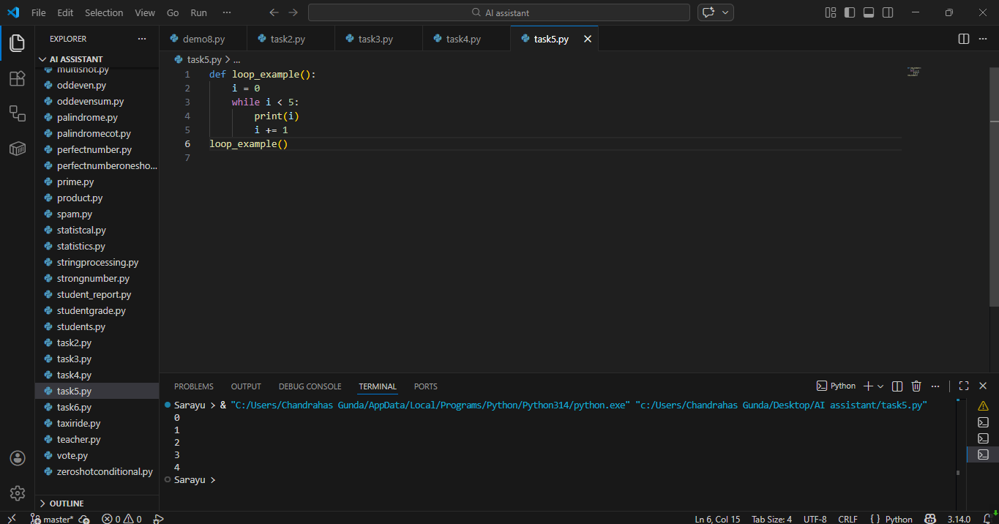 File Edit Selection View Go Run ··· AI assistant
EXPLORER ···
AI ASSISTANT
multishot.py
oddeven.py
oddevensum.py
palindrome.py
palindromecot.py
perfectnumber.py
perfectnumberonesho...
prime.py
product.py
spam.py
statistcal.py
statistics.py
stringprocessing.py
strongnumber.py
student_report.py
studentgrade.py
students.py
task2.py
task3.py
task4.py
task5.py
task6.py
taxiride.py
teacher.py
vote.py
zeroshotconditional.py
OUTLINE
demo8.py task2.py task3.py task4.py task5.py
task5.py > ...
1 def loop_example():
2     i = 0
3     while i < 5:
4         print(i)
5         i += 1
6 loop_example()
7
PROBLEMS OUTPUT DEBUG CONSOLE TERMINAL PORTS Python
Sarayu > & "C:/Users/Chandrahas Gunda/AppData/Local/Programs/Python/Python314/python.exe" "c:/Users/Chandrahas Gunda/Desktop/AI assistant/task5.py"
0
1
2
3
4
Sarayu >
master* 0 0 Ln 6, Col 15 Tab Size: 4 UTF-8 CRLF {} Python 3.14.0